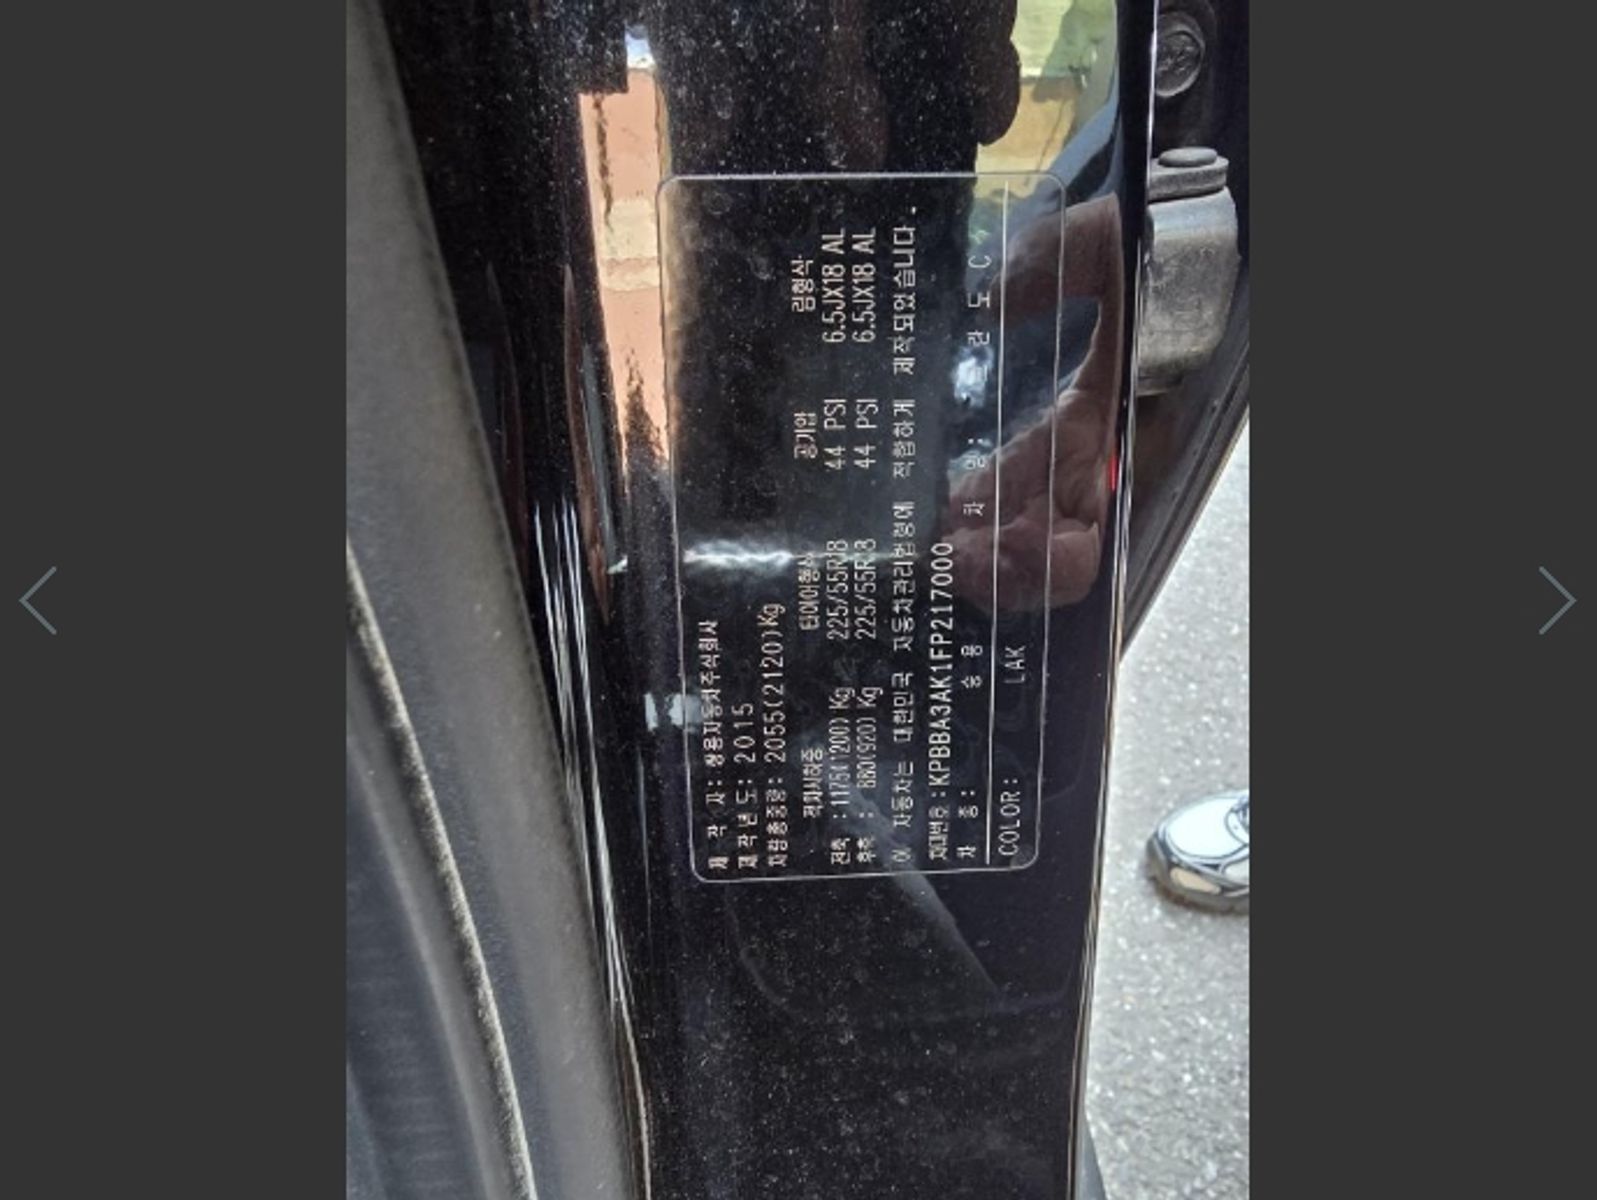 제 작 자 : 쌍용자동차주식회사
제작년도: 2015
차량총중량: 2055(2120)Kg
적차시하중 타이어형식 공기압 림형식
전축 : 1175(1200)Kg 225/55R18 44 PSI 6.5JX18 AL
후축 : 880(920)Kg 225/55R18 44 PSI 6.5JX18 AL
이 자동차는 대한민국 자동차관리법령에 적합하게 제작되었습니다.
차대번호:KPBBA3AK1FP217000
차 종: 승 용 차 명: 코란도 C
COLOR: LAK